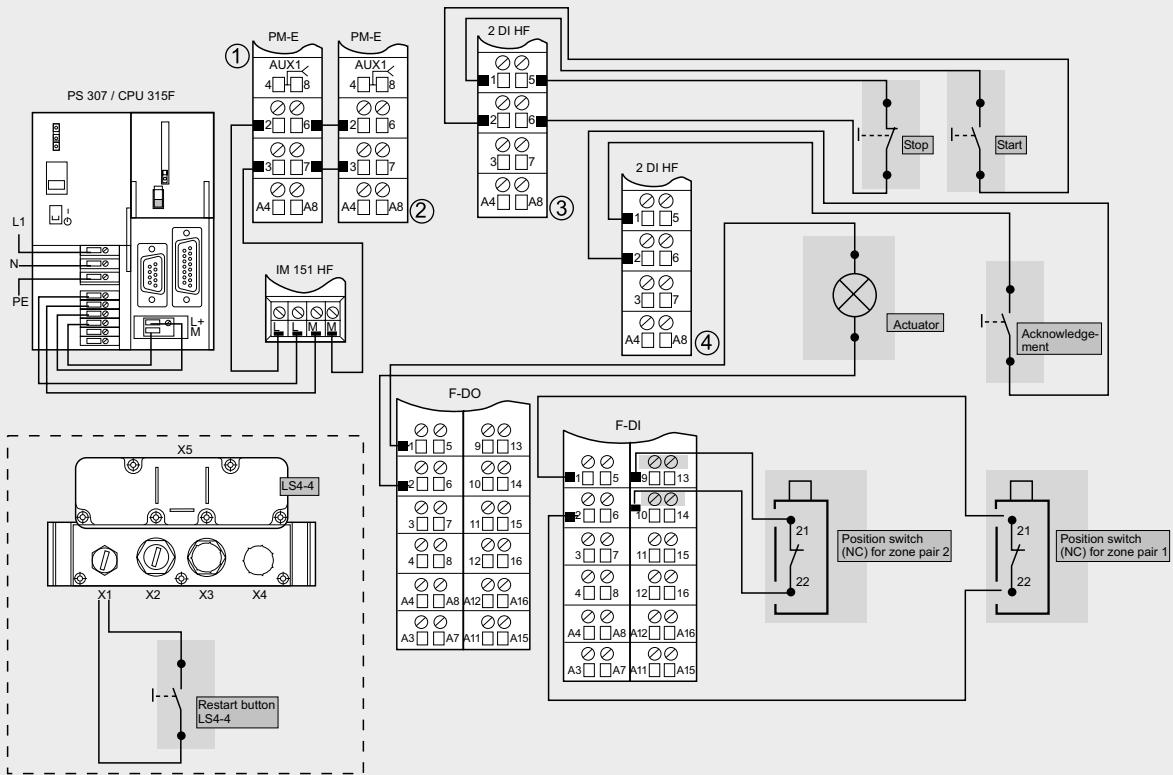 PS 307 / CPU 315F
L1
N
PE
I
L+
M
1
PM-E
AUX1
4 8
2 6
3 7
A4 A8
PM-E
AUX1
4 8
2 6
3 7
A4 A8
2
2 DI HF
1 5
2 6
3 7
A4 A8
3
Stop
Start
2 DI HF
1 5
2 6
3 7
A4 A8
4
IM 151 HF
L L M M
Actuator
Acknowledge-
ment
F-DO
1 5 9 13
2 6 10 14
3 7 11 15
4 8 12 16
A4 A8 A12 A16
A3 A7 A11 A15
F-DI
1 5 9 13
2 6 10 14
3 7 11 15
4 8 12 16
A4 A8 A12 A16
A3 A7 A11 A15
21
22
Position switch
(NC) for zone pair 2
21
22
Position switch
(NC) for zone pair 1
X5
LS4-4
X1 X2 X3 X4
Restart button
LS4-4